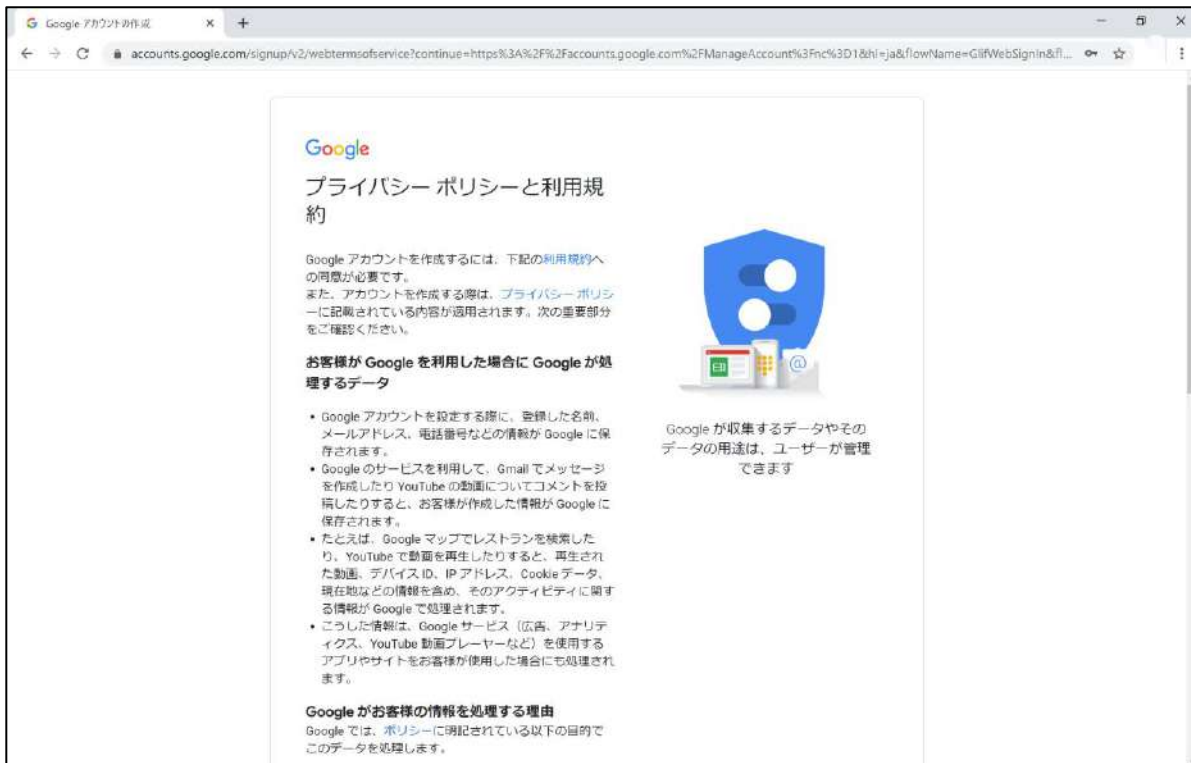 Google アカウントの作成
accounts.google.com/signup/v2/webtermsofservice?continue=https%3A%2F%2Faccounts.google.com%2FManageAccount%3Fnc%3D1&hl=ja&flowName=GlifWebSignIn&fl...
Google
プライバシー ポリシーと利用規
約
Google アカウントを作成するには、下記の利用規約へ
の同意が必要です。
また、アカウントを作成する際は、プライバシー ポリシ
ーに記載されている内容が適用されます。次の重要部分
をご確認ください。
お客様が Google を利用した場合に Google が処
理するデータ
• Google アカウントを設定する際に、登録した名前、
メールアドレス、電話番号などの情報が Google に保
存されます。
• Google のサービスを利用して、Gmail でメッセージ
を作成したり YouTube の動画についてコメントを投
稿したりすると、お客様が作成した情報が Google に
保存されます。
• たとえば、Google マップでレストランを検索した
り、YouTube で動画を再生したりすると、再生され
た動画、デバイス ID、IP アドレス、Cookie データ、
現在地などの情報を含め、そのアクティビティに関す
る情報が Google で処理されます。
• こうした情報は、Google サービス（広告、アナリテ
ィクス、YouTube 動画プレーヤーなど）を使用する
アプリやサイトをお客様が使用した場合にも処理され
ます。
Google がお客様の情報を処理する理由
Google では、ポリシーに明記されている以下の目的で
このデータを処理します。
@
Google が収集するデータやその
データの用途は、ユーザーが管理
できます